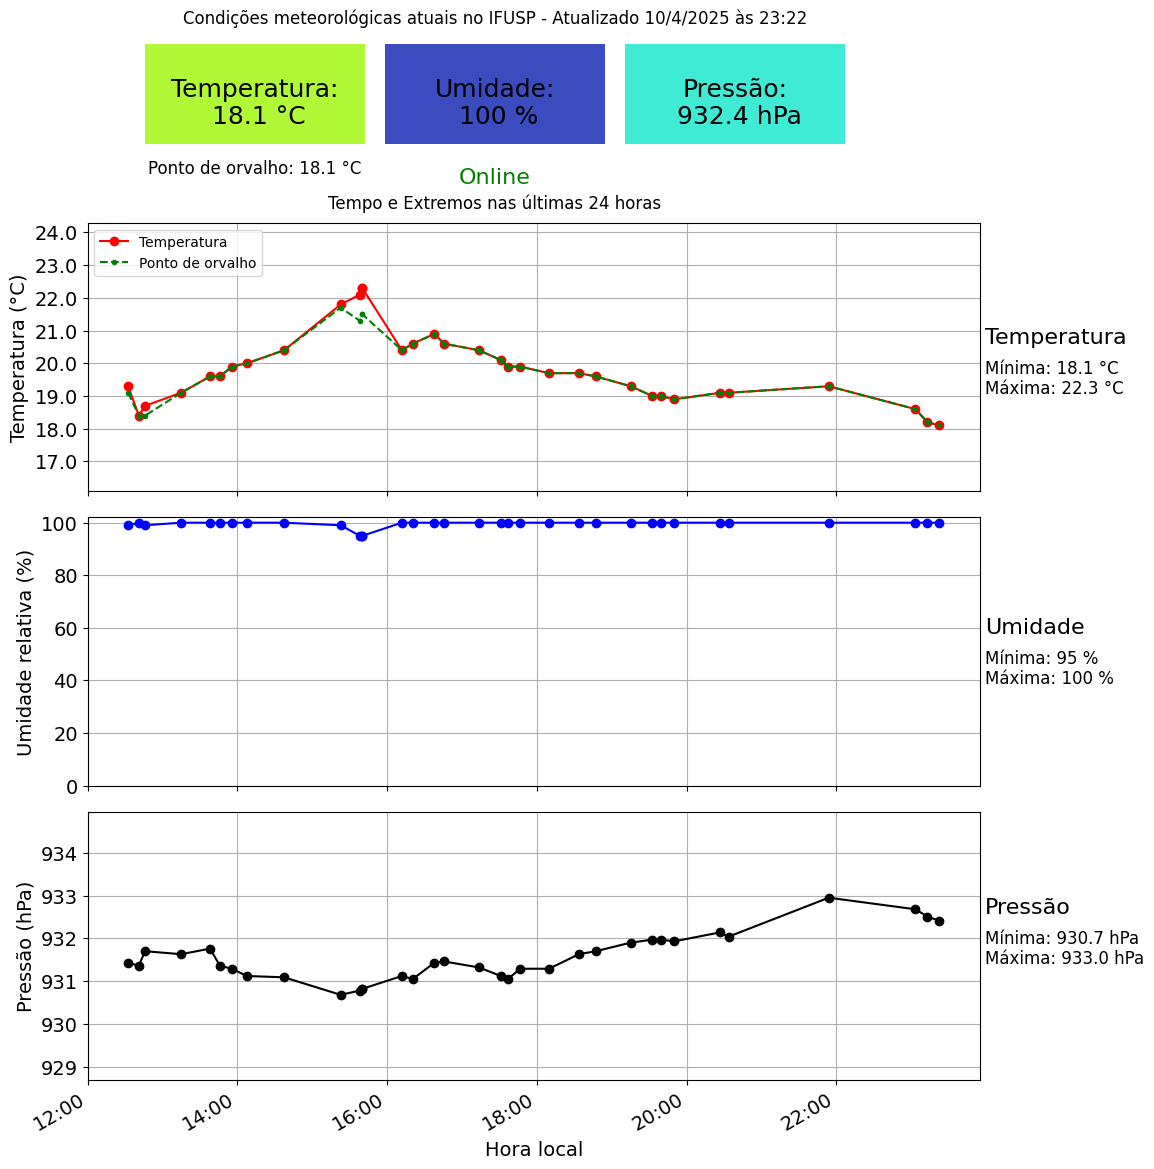 Condições meteorológicas atuais no IFUSP - Atualizado 10/4/2025 às 23:22
Temperatura:
18.1 °C
Umidade:
100 %
Pressão:
932.4 hPa
Ponto de orvalho: 18.1 °C
Online
Tempo e Extremos nas últimas 24 horas
Temperatura (°C)
24.0
23.0
22.0
21.0
20.0
19.0
18.0
17.0
Temperatura
Ponto de orvalho
Temperatura
Mínima: 18.1 °C
Máxima: 22.3 °C
Umidade relativa (%)
100
80
60
40
20
0
Umidade
Mínima: 95 %
Máxima: 100 %
Pressão (hPa)
934
933
932
931
930
929
Pressão
Mínima: 930.7 hPa
Máxima: 933.0 hPa
12:00
14:00
16:00
18:00
20:00
22:00
Hora local